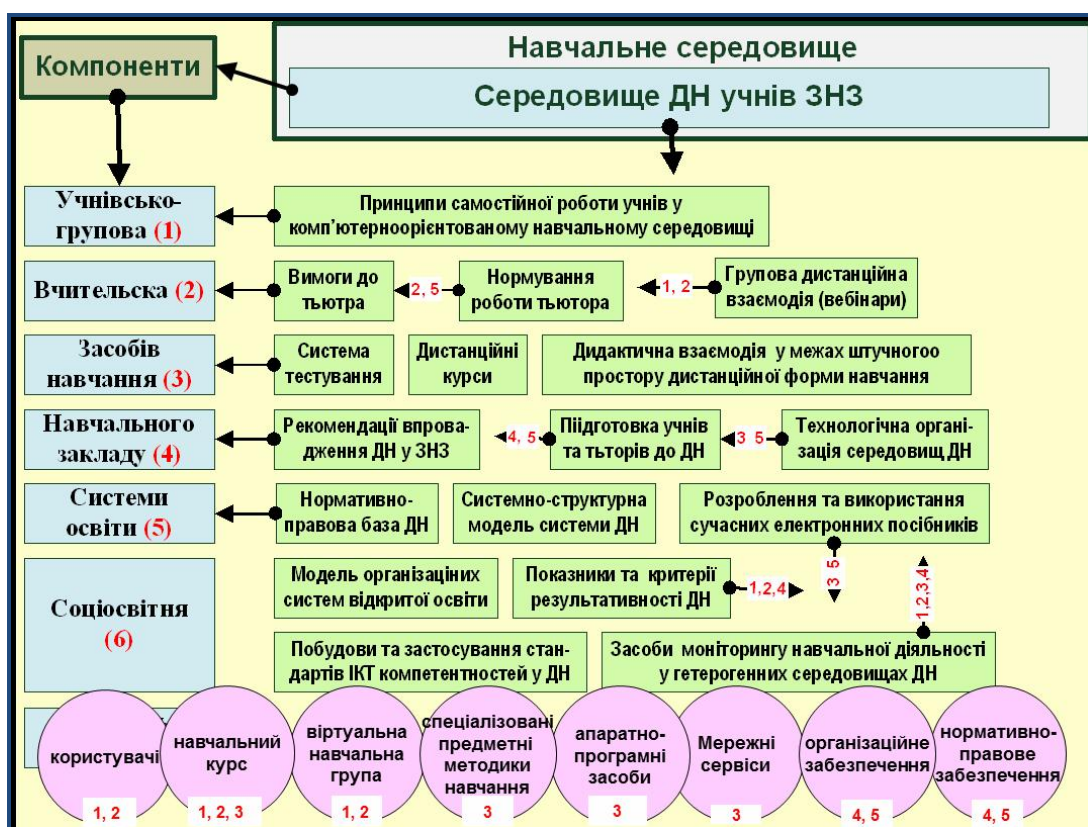 Навчальне середовище
Компоненти
Середовище ДН учнів ЗНЗ
Учнівсько-
групова (1)
Принципи самостійної роботи учнів у
комп’ютерноорієнтованому навчальному середовищі
Вчительска (2)
Вимоги до
тьютра
2, 5
Нормування
роботи тьютора
1, 2
Групова дистанційна
взаємодія (вебінари)
Засобів
навчання (3)
Система
тестування
Дистанційні
курси
Дидактична взаємодія у межах штучногоо
простору дистанційної форми навчання
Навчального
закладу (4)
Рекомендації впрова-
дження ДН у ЗНЗ
4, 5
Піідготовка учнів
та тьторів до ДН
3 5
Технологічна органі-
зація середовищ ДН
Системи
освіти (5)
Нормативно-
правова база ДН
Системно-структурна
модель системи ДН
Розроблення та використання
сучасних електронних посібників
Соціосвітня
(6)
Модель організаціних
систем відкритої освіти
Показники та критерії
результативності ДН
1,2,4
3 5
1,2,3,4
Побудови та застосування стан-
дартів ІКТ компетентностей у ДН
Засоби моніторингу навчальної діяльності
у гетерогенних середовищах ДН
користувачі
1, 2
навчальний
курс
1, 2, 3
віртуальна
навчальна
група
1, 2
спеціалізовані
предметні
методики
навчання
3
апаратно-
програмні
засоби
3
Мережні
сервіси
3
організаційне
забезпечення
4, 5
нормативно-
правове
забезпечення
4, 5